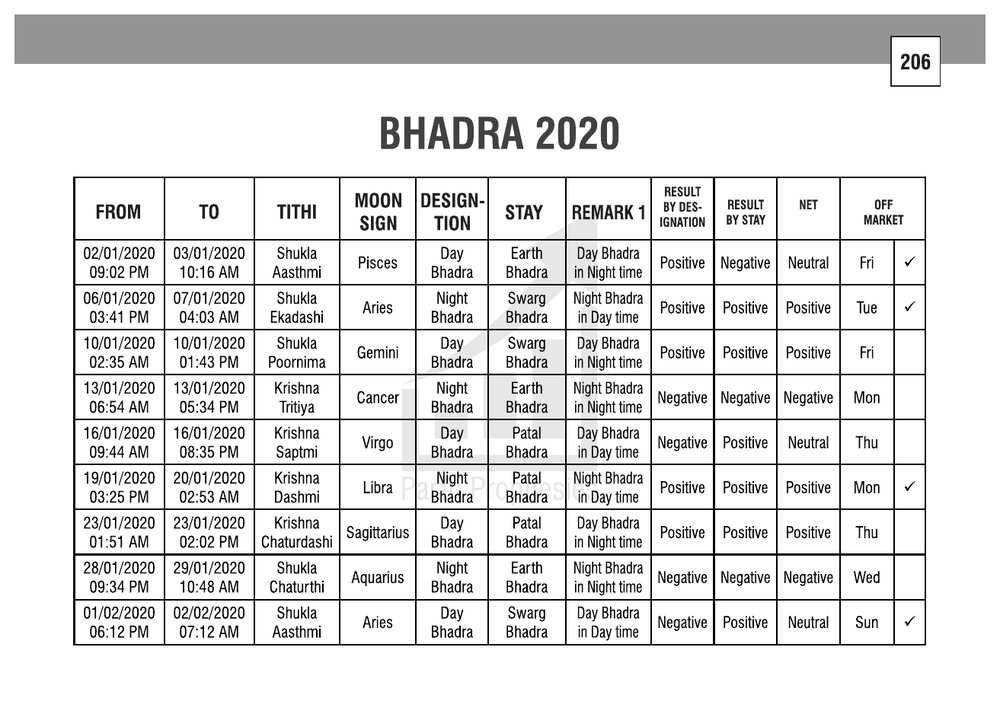 206
BHADRA 2020
FROM TO TITHI MOON SIGN DESIGN-TION STAY REMARK 1 RESULT BY DES-IGNATION RESULT BY STAY NET OFF MARKET
02/01/2020 03/01/2020 Shukla Pisces Day Earth Day Bhadra Positive Negative Neutral Fri ✓
09:02 PM 10:16 AM Aasthmi Bhadra Bhadra in Night time
06/01/2020 07/01/2020 Shukla Aries Night Swarg Night Bhadra Positive Positive Positive Tue ✓
03:41 PM 04:03 AM Ekadashi Bhadra Bhadra in Day time
10/01/2020 10/01/2020 Shukla Gemini Day Swarg Day Bhadra Positive Positive Positive Fri
02:35 AM 01:43 PM Poornima Bhadra Bhadra in Night time
13/01/2020 13/01/2020 Krishna Cancer Night Earth Night Bhadra Negative Negative Negative Mon
06:54 AM 05:34 PM Tritiya Bhadra Bhadra in Night time
16/01/2020 16/01/2020 Krishna Virgo Day Patal Day Bhadra Negative Positive Neutral Thu
09:44 AM 08:35 PM Saptmi Bhadra Bhadra in Day time
19/01/2020 20/01/2020 Krishna Libra Night Patal Night Bhadra Positive Positive Positive Mon ✓
03:25 PM 02:53 AM Dashmi Bhadra Bhadra in Day time
23/01/2020 23/01/2020 Krishna Sagittarius Day Patal Day Bhadra Positive Positive Positive Thu
01:51 AM 02:02 PM Chaturdashi Bhadra Bhadra in Night time
28/01/2020 29/01/2020 Shukla Aquarius Night Earth Night Bhadra Negative Negative Negative Wed
09:34 PM 10:48 AM Chaturthi Bhadra Bhadra in Night time
01/02/2020 02/02/2020 Shukla Aries Day Swarg Day Bhadra Negative Positive Neutral Sun ✓
06:12 PM 07:12 AM Aasthmi Bhadra Bhadra in Day time